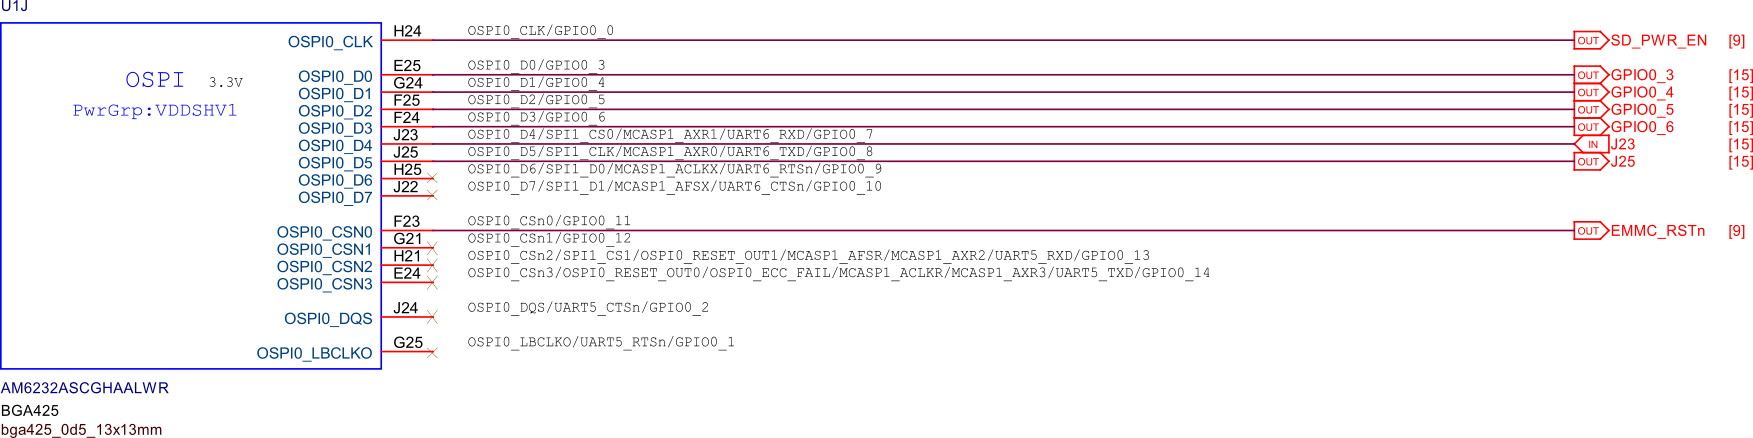 U1J
OSPI0_CLK H24 OSPI0_CLK/GPIO0_0 OUT SD_PWR_EN [9]
OSPI 3.3V
PwrGrp:VDDSHV1
OSPI0_D0 E25 OSPI0_D0/GPIO0_3 OUT GPIO0_3 [15]
OSPI0_D1 G24 OSPI0_D1/GPIO0_4 OUT GPIO0_4 [15]
OSPI0_D2 F25 OSPI0_D2/GPIO0_5 OUT GPIO0_5 [15]
OSPI0_D3 F24 OSPI0_D3/GPIO0_6 OUT GPIO0_6 [15]
OSPI0_D4 J23 OSPI0_D4/SPI1_CS0/MCASP1_AXR1/UART6_RXD/GPIO0_7 IN J23 [15]
OSPI0_D5 J25 OSPI0_D5/SPI1_CLK/MCASP1_AXR0/UART6_TXD/GPIO0_8 OUT J25 [15]
OSPI0_D6 H25 OSPI0_D6/SPI1_D0/MCASP1_ACLKX/UART6_RTSn/GPIO0_9
OSPI0_D7 J22 OSPI0_D7/SPI1_D1/MCASP1_AFSX/UART6_CTSn/GPIO0_10
OSPI0_CSN0 F23 OSPI0_CSn0/GPIO0_11 OUT EMMC_RSTn [9]
OSPI0_CSN1 G21 OSPI0_CSn1/GPIO0_12
OSPI0_CSN2 H21 OSPI0_CSn2/SPI1_CS1/OSPI0_RESET_OUT1/MCASP1_AFSR/MCASP1_AXR2/UART5_RXD/GPIO0_13
OSPI0_CSN3 E24 OSPI0_CSn3/OSPI0_RESET_OUT0/OSPI0_ECC_FAIL/MCASP1_ACLKR/MCASP1_AXR3/UART5_TXD/GPIO0_14
OSPI0_DQS J24 OSPI0_DQS/UART5_CTSn/GPIO0_2
OSPI0_LBCLKO G25 OSPI0_LBCLKO/UART5_RTSn/GPIO0_1
AM6232ASCGHAALWR
BGA425
bga425_0d5_13x13mm